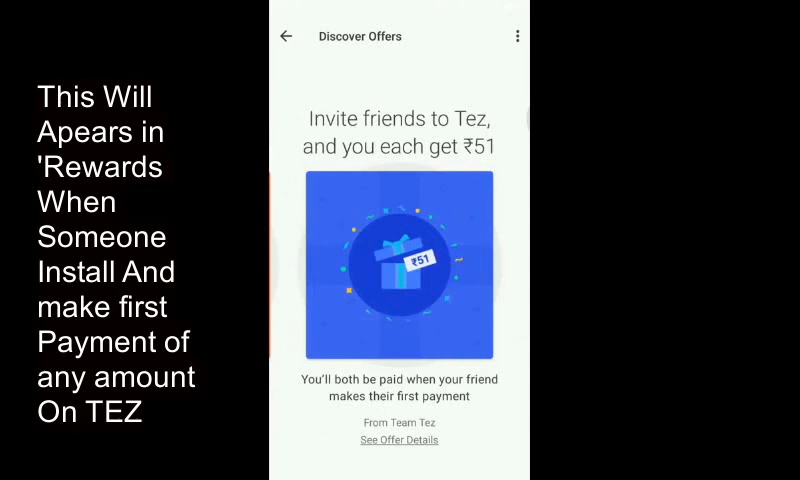 This Will
Apears in
'Rewards
When
Someone
Install And
make first
Payment of
any amount
On TEZ
Discover Offers
Invite friends to Tez,
and you each get ₹51
₹51
You'll both be paid when your friend
makes their first payment
From Team Tez
See Offer Details